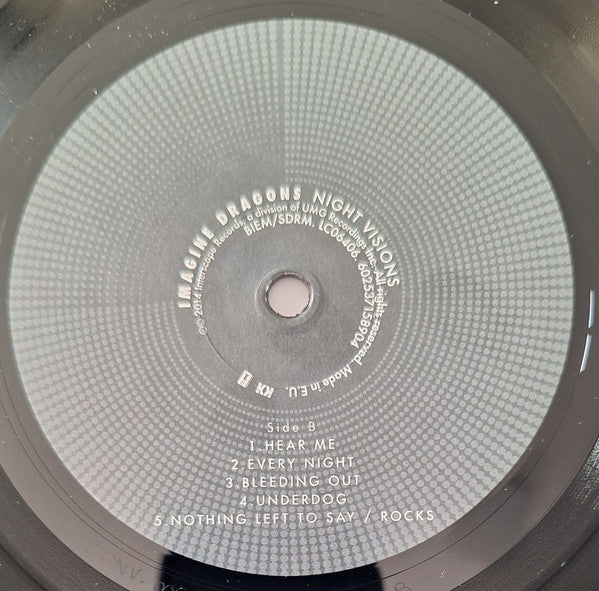 IMAGINE DRAGONS NIGHT VISIONS
℗© 2014 Interscope Records, a division of UMG Recordings Inc. All rights reserved. Made in E.U.
BIEM/SDRM. LC06406. 602537158904
Side B
1.HEAR ME
2.EVERY NIGHT
3.BLEEDING OUT
4.UNDERDOG
5 NOTHING LEFT TO SAY / ROCKS